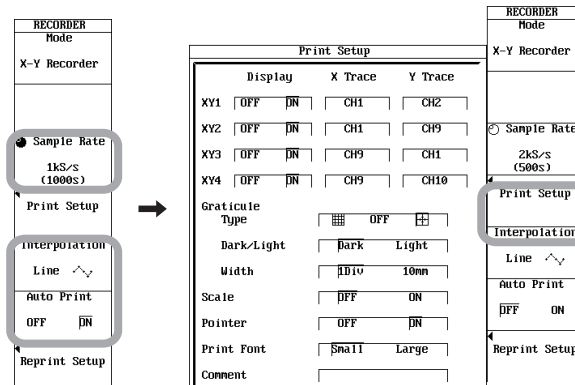 RECORDER
Mode
X-Y Recorder
Sample Rate
1kS/s
(1000s)
Print Setup
Interpolation
Line
Auto Print
OFF ON
Reprint Setup
Print Setup
Display X Trace Y Trace
XY1 OFF ON CH1 CH2
XY2 OFF ON CH1 CH9
XY3 OFF ON CH9 CH1
XY4 OFF ON CH9 CH10
Graticule
Type OFF
Dark/Light Dark Light
Width 1Div 10mm
Scale OFF ON
Pointer OFF ON
Print Font Small Large
Comment
RECORDER
Mode
X-Y Recorder
Sample Rate
2kS/s
(500s)
Print Setup
Interpolation
Line
Auto Print
OFF ON
Reprint Setup